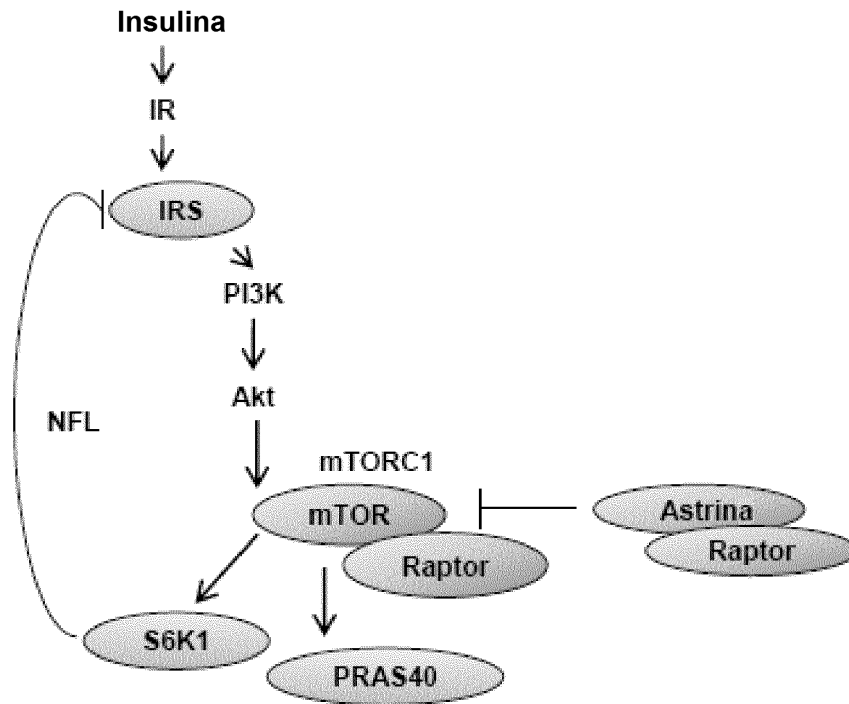 Insulina
IR
IRS
PI3K
Akt
NFL
mTORC1
mTOR
Astrina
Raptor
Raptor
S6K1
PRAS40